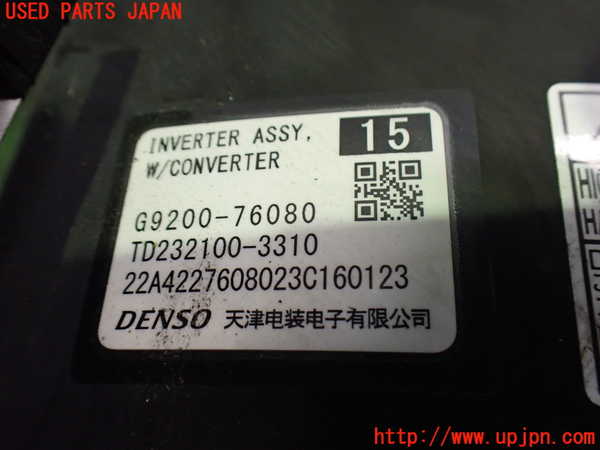 USED PARTS JAPAN
INVERTER ASSY,
W/CONVERTER
15
G9200-76080
TD232100-3310
22A4227608023C160123
DENSO 天津电装电子有限公司
UPJ http://www.upjpn.com/